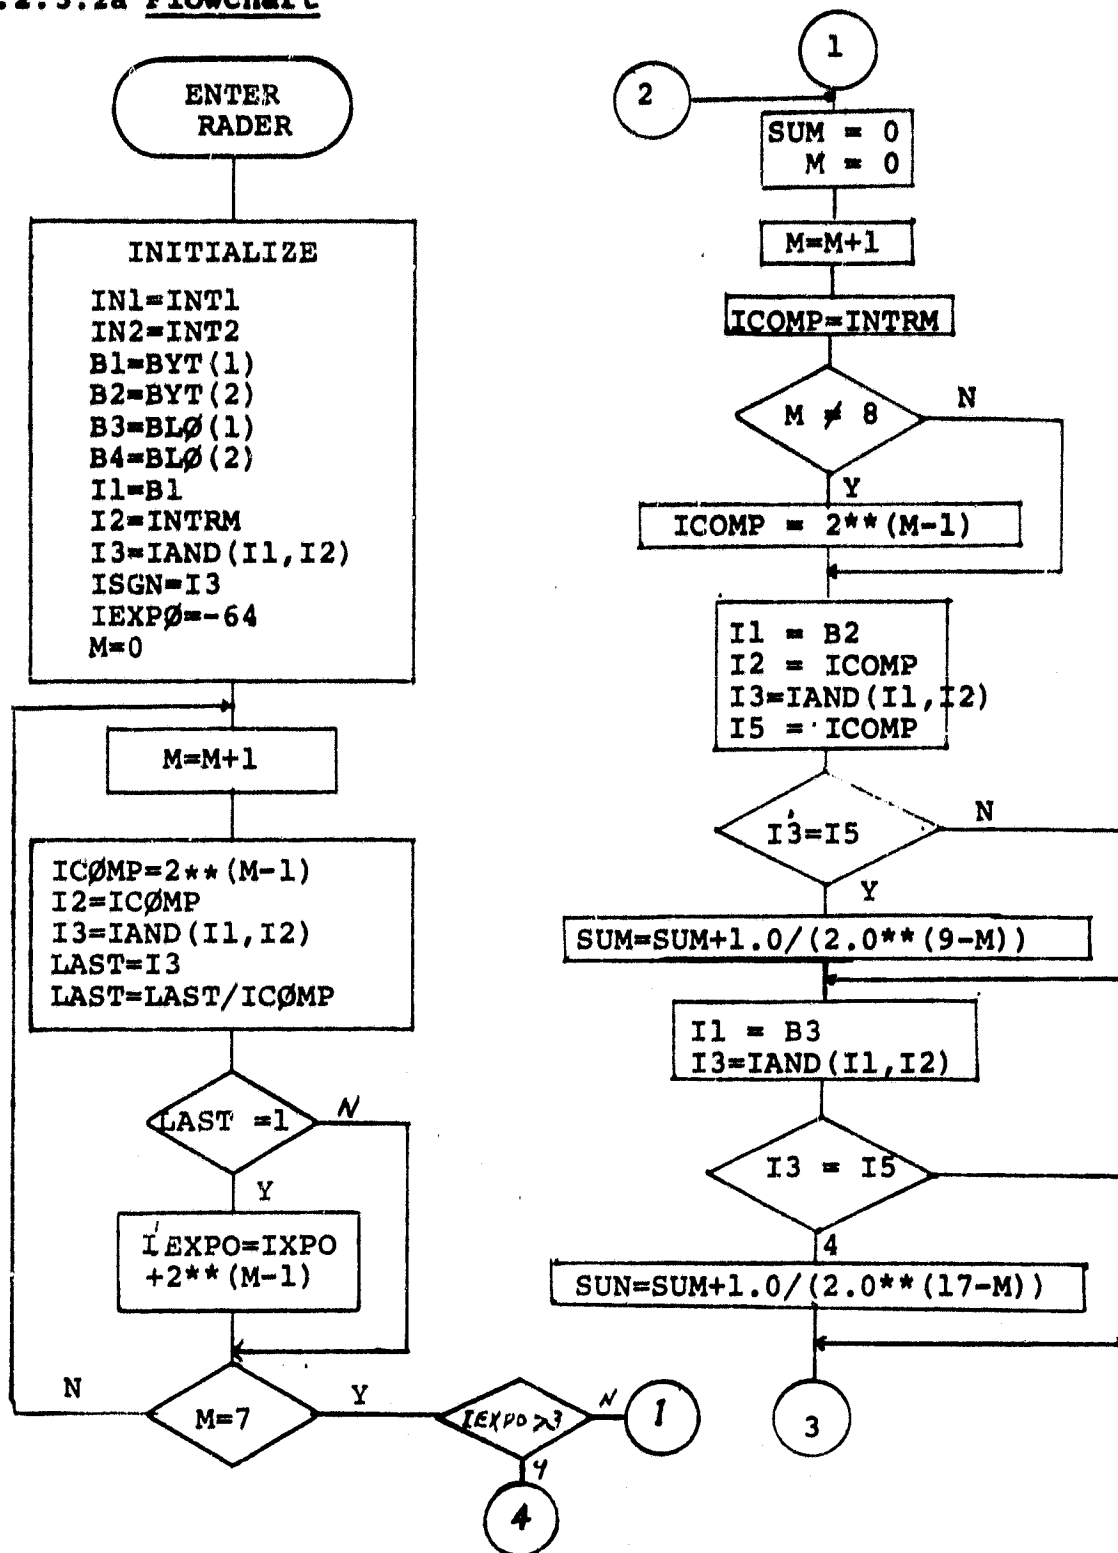 .2.3.2a Flowchart
ENTER
RADER
INITIALIZE
IN1=INT1
IN2=INT2
B1=BYT(1)
B2=BYT(2)
B3=BLØ(1)
B4=BLØ(2)
I1=B1
I2=INTRM
I3=IAND(I1,I2)
ISGN=I3
IEXPØ=-64
M=0
M=M+1
ICØMP=2**(M-1)
I2=ICØMP
I3=IAND(I1,I2)
LAST=I3
LAST=LAST/ICØMP
LAST =1
N
Y
IEXPO=IXPO
+2**(M-1)
N
M=7
Y
IEXPO>3
N
1
Y
4
1
2
SUM = 0
M = 0
M=M+1
ICOMP=INTRM
M ≠ 8
N
Y
ICOMP = 2**(M-1)
I1 = B2
I2 = ICOMP
I3=IAND(I1,I2)
I5 = ICOMP
I3=I5
N
Y
SUM=SUM+1.0/(2.0**(9-M))
I1 = B3
I3=IAND(I1,I2)
I3 = I5
4
SUN=SUM+1.0/(2.0**(17-M))
3